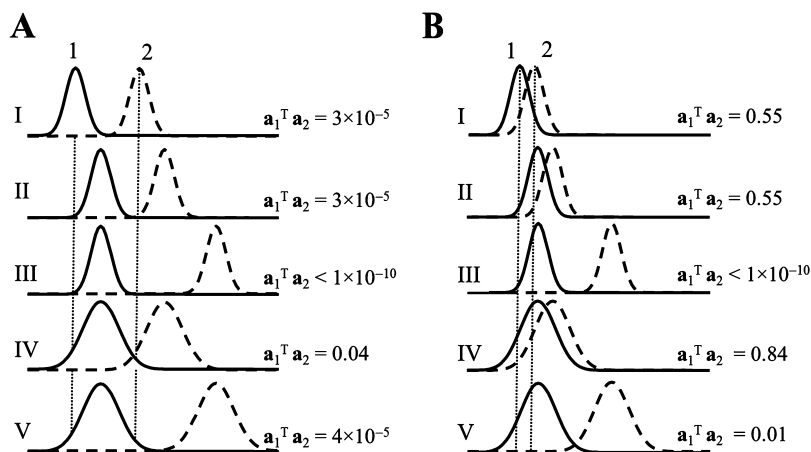 A
B
1 2
1 2
I a₁ᵀ a₂ = 3×10⁻⁵
I a₁ᵀ a₂ = 0.55
II a₁ᵀ a₂ = 3×10⁻⁵
II a₁ᵀ a₂ = 0.55
III a₁ᵀ a₂ < 1×10⁻¹⁰
III a₁ᵀ a₂ < 1×10⁻¹⁰
IV a₁ᵀ a₂ = 0.04
IV a₁ᵀ a₂ = 0.84
V a₁ᵀ a₂ = 4×10⁻⁵
V a₁ᵀ a₂ = 0.01